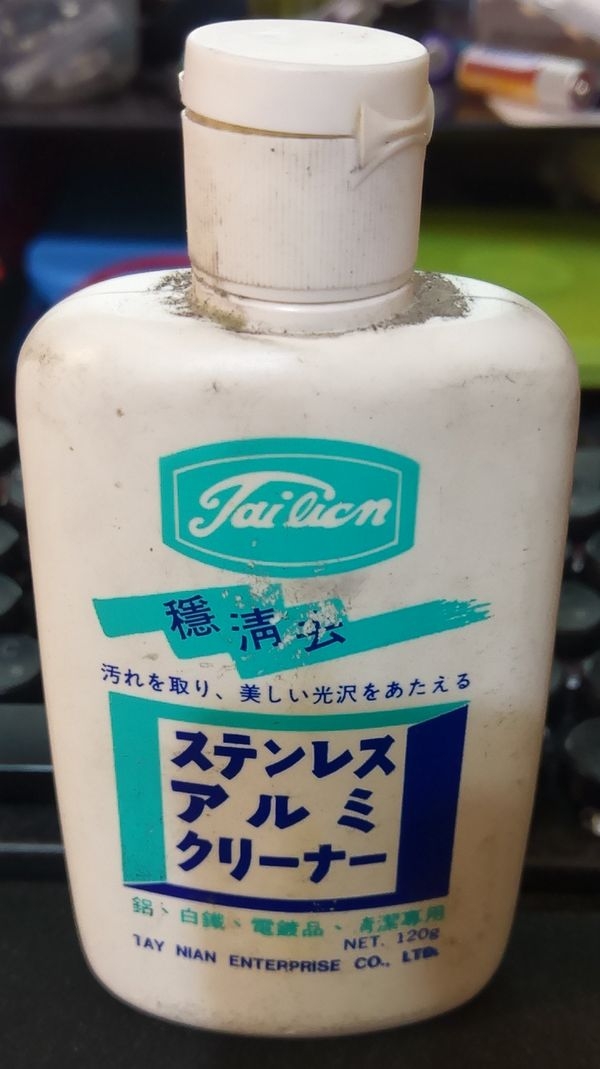 Tailien
穩清去
汚れを取り、美しい光沢をあたえる
ステンレス
アルミ
クリーナー
鋁、白鐵、電鍍品、清潔專用
NET. 120g
TAY NIAN ENTERPRISE CO., LTD.